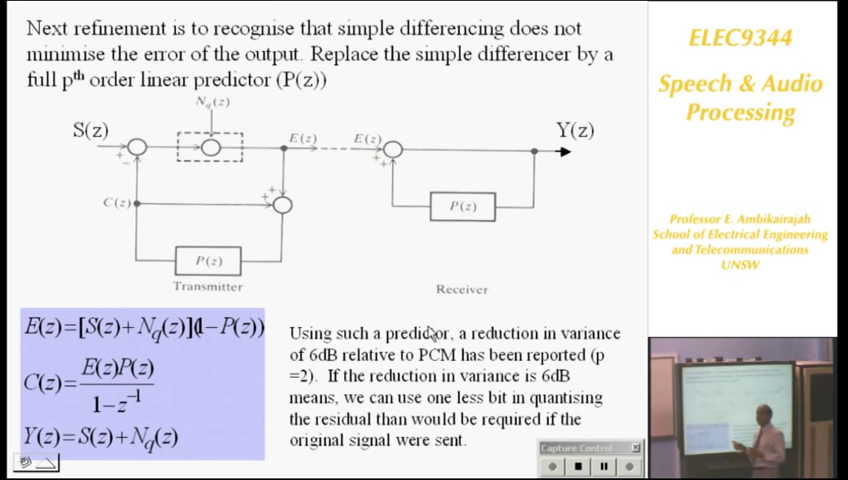 Next refinement is to recognise that simple differencing does not
minimise the error of the output. Replace the simple differencer by a
full pth order linear predictor (P(z))
Nq(z)
S(z)
E(z)
E(z)
Y(z)
+
−
+
+
+
+
C(z)
P(z)
P(z)
Transmitter
Receiver
E(z)=[S(z)+Nq(z)](1−P(z))
C(z)=E(z)P(z)/1−z-1
Y(z)=S(z)+Nq(z)
Using such a predictor, a reduction in variance
of 6dB relative to PCM has been reported (p
=2). If the reduction in variance is 6dB
means, we can use one less bit in quantising
the residual than would be required if the
original signal were sent.
Capture Control
ELEC9344
Speech & Audio
Processing
Professor E. Ambikairajah
School of Electrical Engineering
and Telecommunications
UNSW